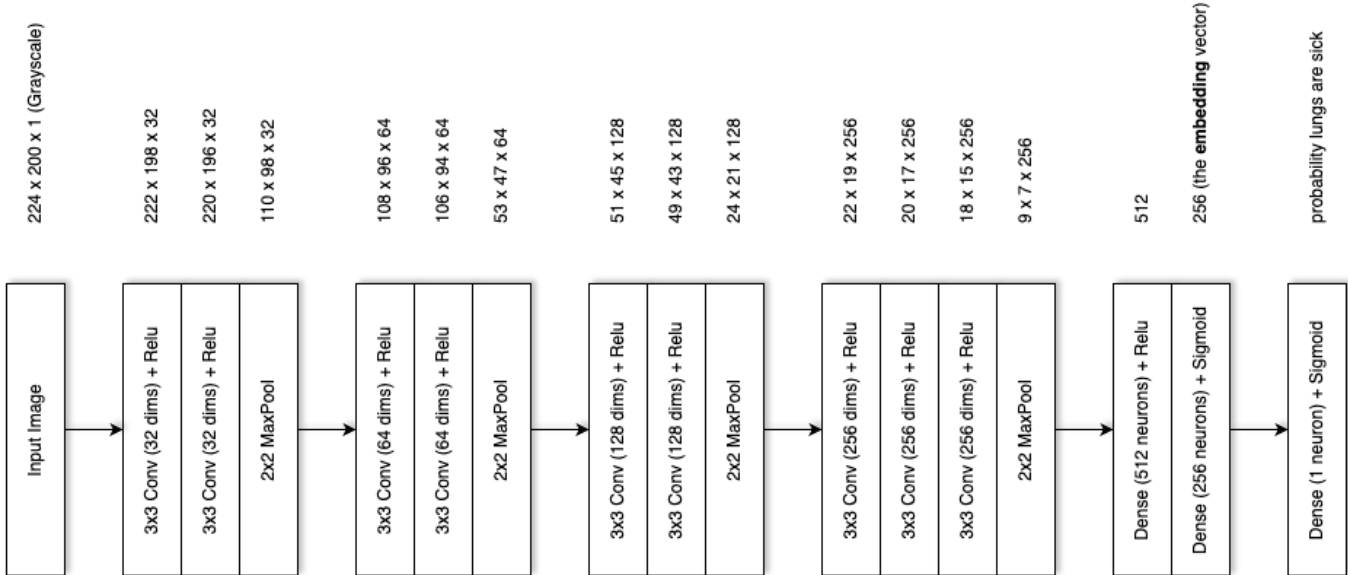 224 x 200 x 1 (Grayscale)
222 x 198 x 32
220 x 196 x 32
110 x 98 x 32
108 x 96 x 64
106 x 94 x 64
53 x 47 x 64
51 x 45 x 128
49 x 43 x 128
24 x 21 x 128
22 x 19 x 256
20 x 17 x 256
18 x 15 x 256
9 x 7 x 256
512
256 (the embedding vector)
probability lungs are sick
Input Image
3x3 Conv (32 dims) + Relu
3x3 Conv (32 dims) + Relu
2x2 MaxPool
3x3 Conv (64 dims) + Relu
3x3 Conv (64 dims) + Relu
2x2 MaxPool
3x3 Conv (128 dims) + Relu
3x3 Conv (128 dims) + Relu
2x2 MaxPool
3x3 Conv (256 dims) + Relu
3x3 Conv (256 dims) + Relu
3x3 Conv (256 dims) + Relu
2x2 MaxPool
Dense (512 neurons) + Relu
Dense (256 neurons) + Sigmoid
Dense (1 neuron) + Sigmoid